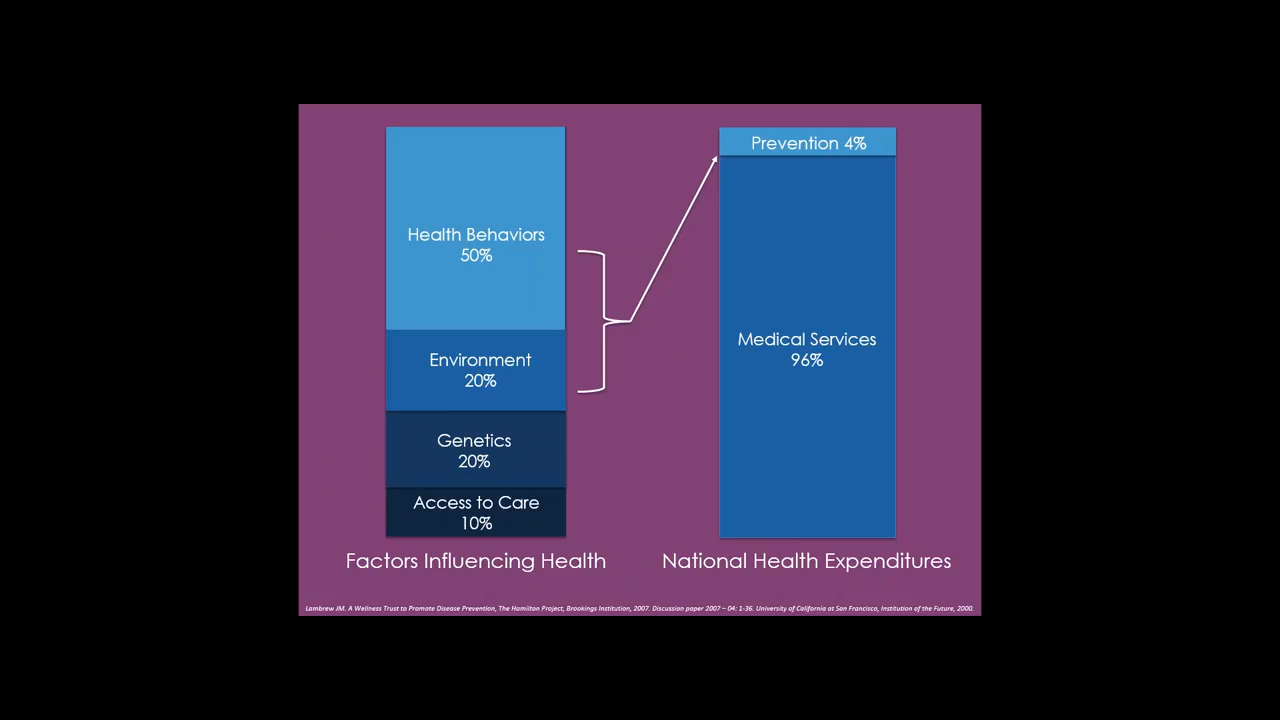 Health Behaviors
50%
Environment
20%
Genetics
20%
Access to Care
10%
Factors Influencing Health
Prevention 4%
Medical Services
96%
National Health Expenditures
Lambrew JM. A Wellness Trust to Promote Disease Prevention, The Hamilton Project, Brookings Institution, 2007. Discussion paper 2007 – 04: 1-36. University of California at San Francisco, Institution of the Future, 2000.